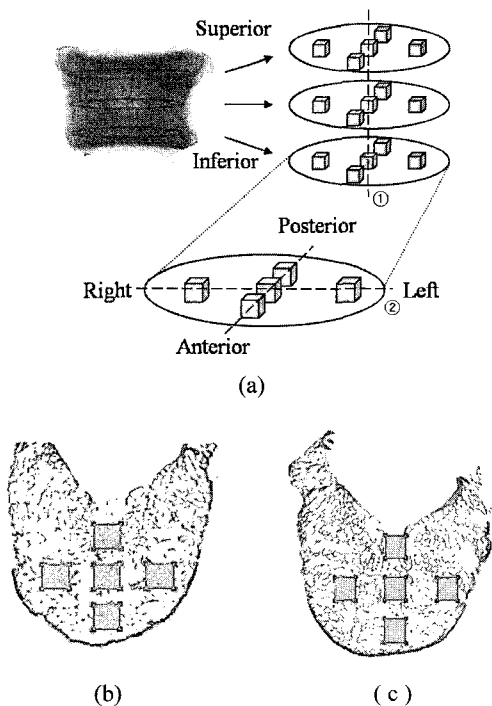 Superior
Inferior
①
Posterior
Right
Left
②
Anterior
(a)
(b)
( c )